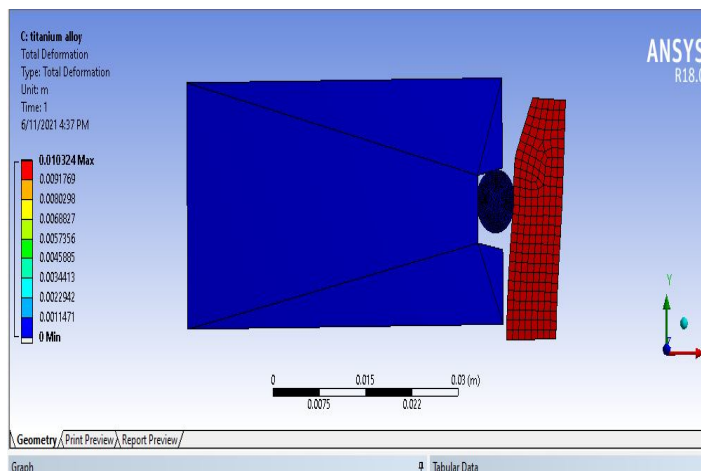 C: titanium alloy
Total Deformation
Type: Total Deformation
Unit: m
Time: 1
6/11/2021 4:37 PM
ANSYS
R18.0
0.010324 Max
0.0091769
0.0080298
0.0068827
0.0057356
0.0045885
0.0034413
0.0022942
0.0011471
0 Min
Y
0 0.015 0.03 (m)
0.0075 0.022
Geometry Print Preview Report Preview
Graph Tabular Data